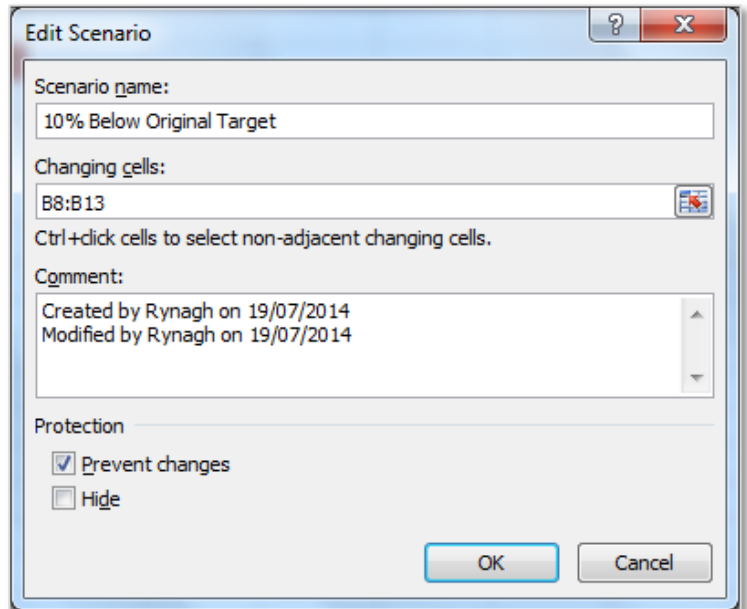 Edit Scenario
Scenario name:
10% Below Original Target
Changing cells:
B8:B13
Ctrl+click cells to select non-adjacent changing cells.
Comment:
Created by Rynagh on 19/07/2014
Modified by Rynagh on 19/07/2014
Protection
Prevent changes
Hide
OK
Cancel